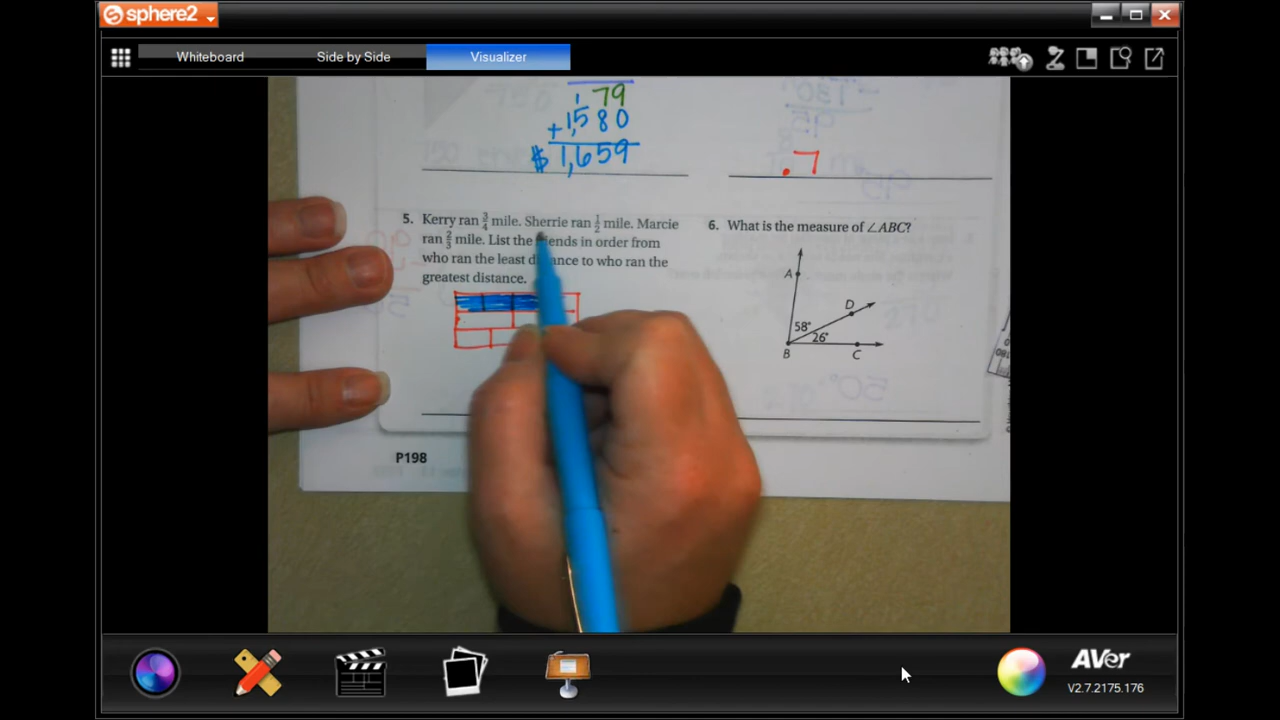 sphere2
Whiteboard Side by Side Visualizer
1 79
+1,580
$1,659
.7
5. Kerry ran 3/4 mile. Sherrie ran 1/2 mile. Marcie
ran 2/3 mile. List the friends in order from
who ran the least distance to who ran the
greatest distance.
6. What is the measure of ∠ABC?
A
D
58°
26°
B C
P198
AVer
V2.7.2175.176